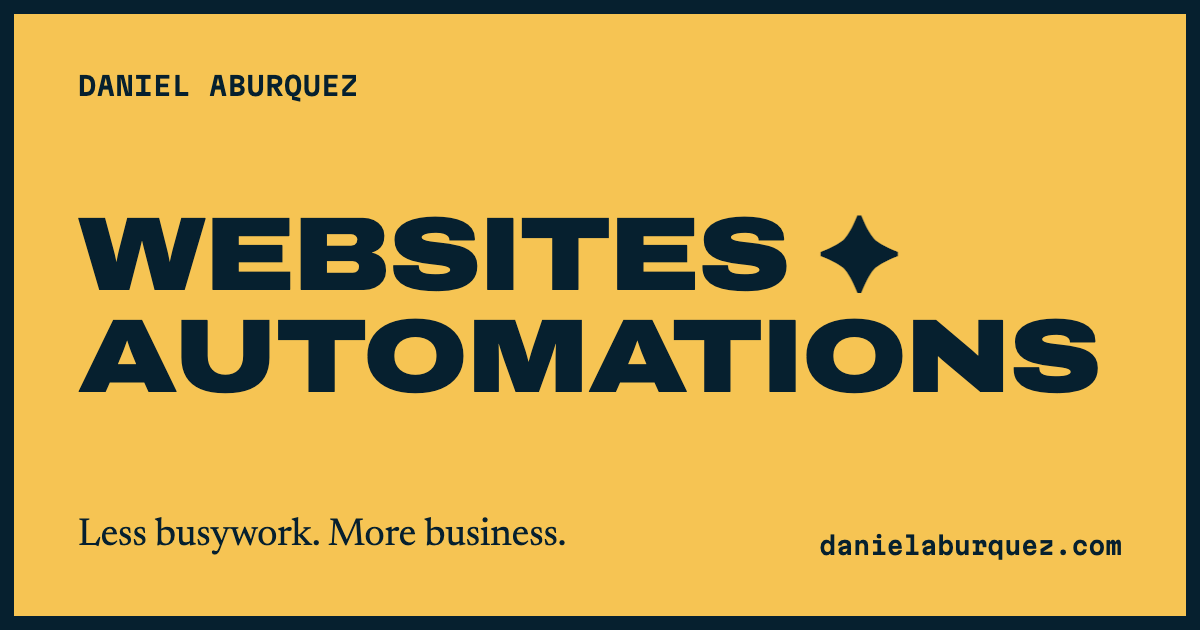 DANIEL ABURQUEZ
WEBSITES ✦
AUTOMATIONS
Less busywork. More business.
danielaburquez.com